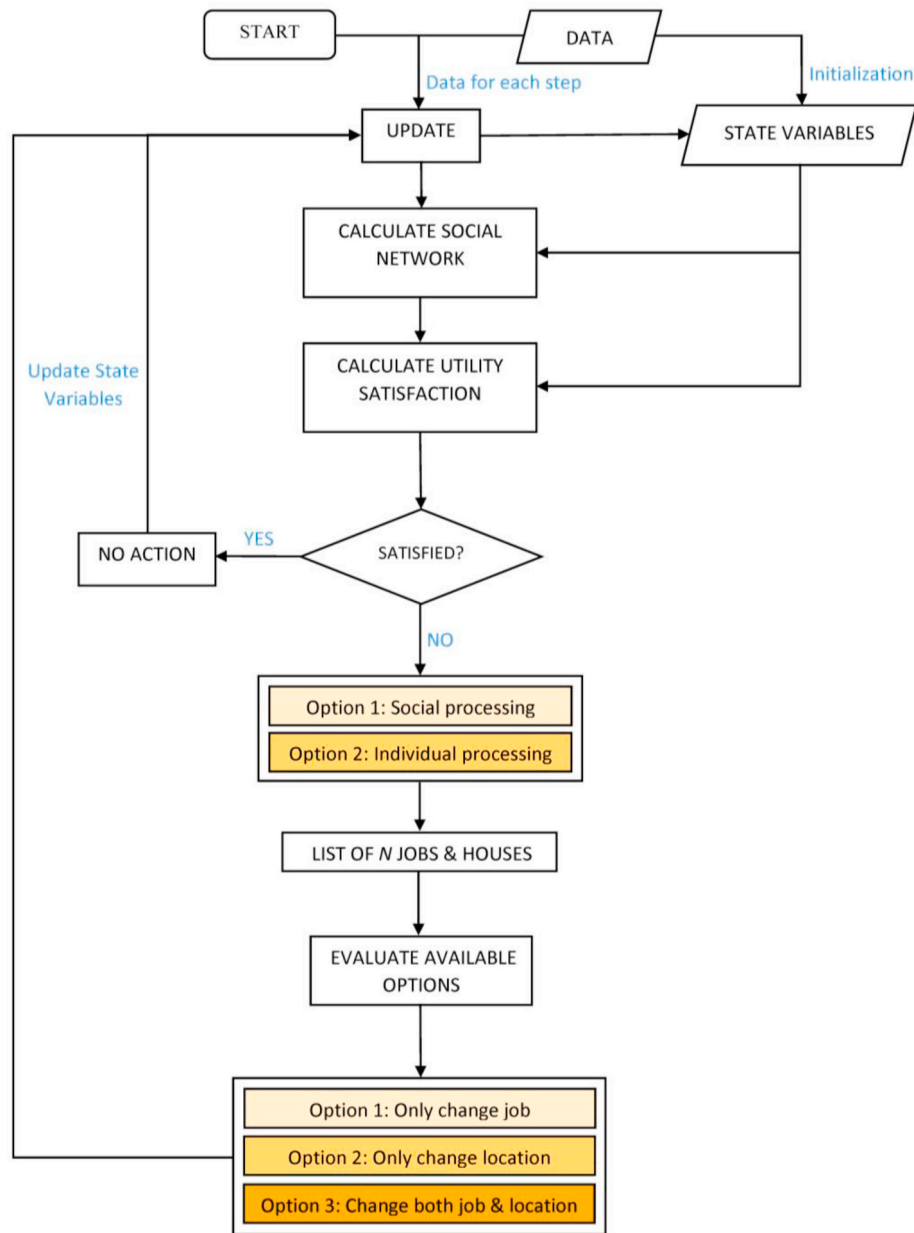 START
DATA
Data for each step
Initialization
UPDATE
STATE VARIABLES
CALCULATE SOCIAL
NETWORK
CALCULATE UTILITY
SATISFACTION
Update State
Variables
NO ACTION
YES
SATISFIED?
NO
Option 1: Social processing
Option 2: Individual processing
LIST OF N JOBS & HOUSES
EVALUATE AVAILABLE
OPTIONS
Option 1: Only change job
Option 2: Only change location
Option 3: Change both job & location